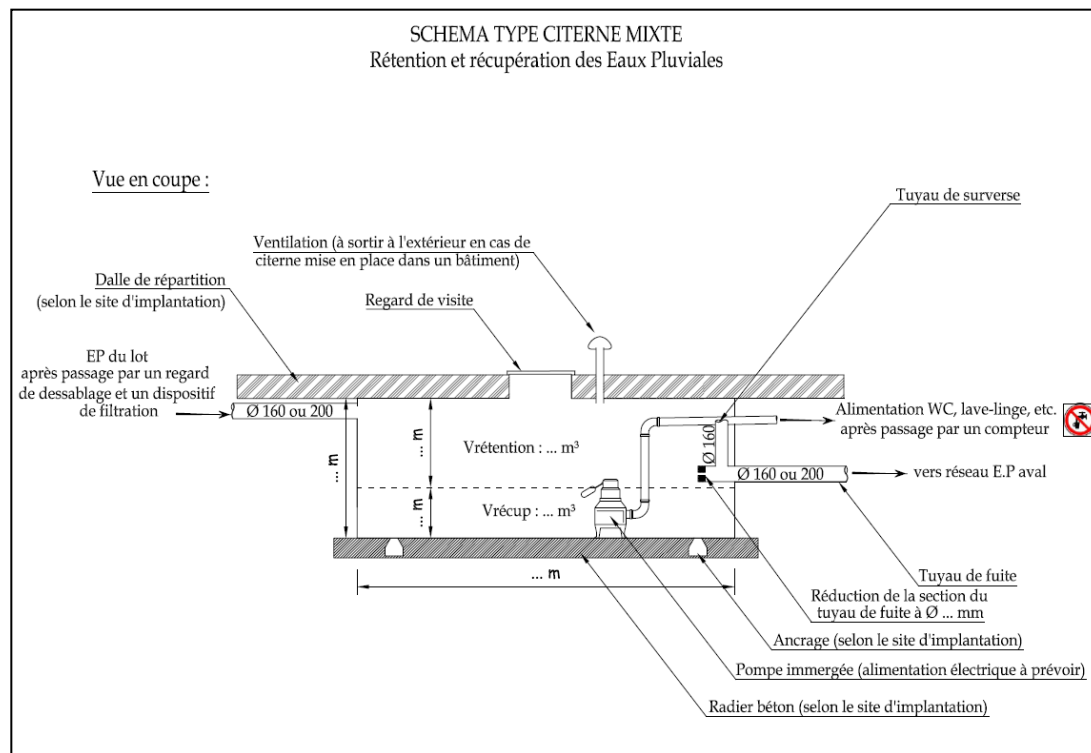 SCHEMA TYPE CITERNE MIXTE
Rétention et récupération des Eaux Pluviales
Vue en coupe :
Tuyau de surverse
Ventilation (à sortir à l'extérieur en cas de
citerne mise en place dans un bâtiment)
Dalle de répartition
(selon le site d'implantation)
Regard de visite
EP du lot
après passage par un regard
de dessablage et un dispositif
de filtration
Ø 160 ou 200
Alimentation WC, lave-linge, etc.
après passage par un compteur
... m
... m
Vrétention : ... m³
Ø 160
Ø 160 ou 200
vers réseau E.P aval
... m
Vrécup : ... m³
... m
Tuyau de fuite
Réduction de la section du
tuyau de fuite à Ø ... mm
Ancrage (selon le site d'implantation)
Pompe immergée (alimentation électrique à prévoir)
Radier béton (selon le site d'implantation)